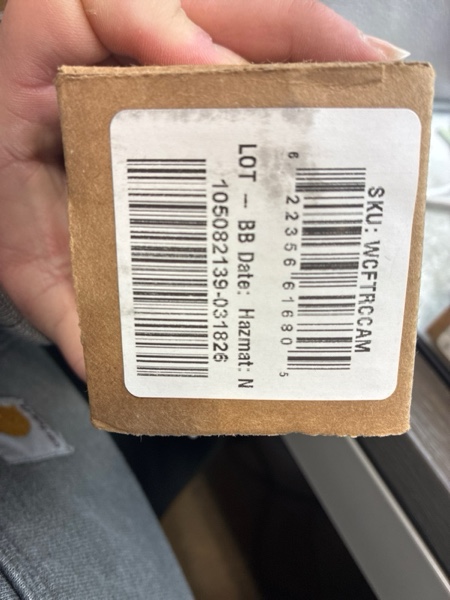 SKU: WCFTRCCAM
6 22356 61680 5
LOT --- BB Date: Hazmat: N
105082139-031826